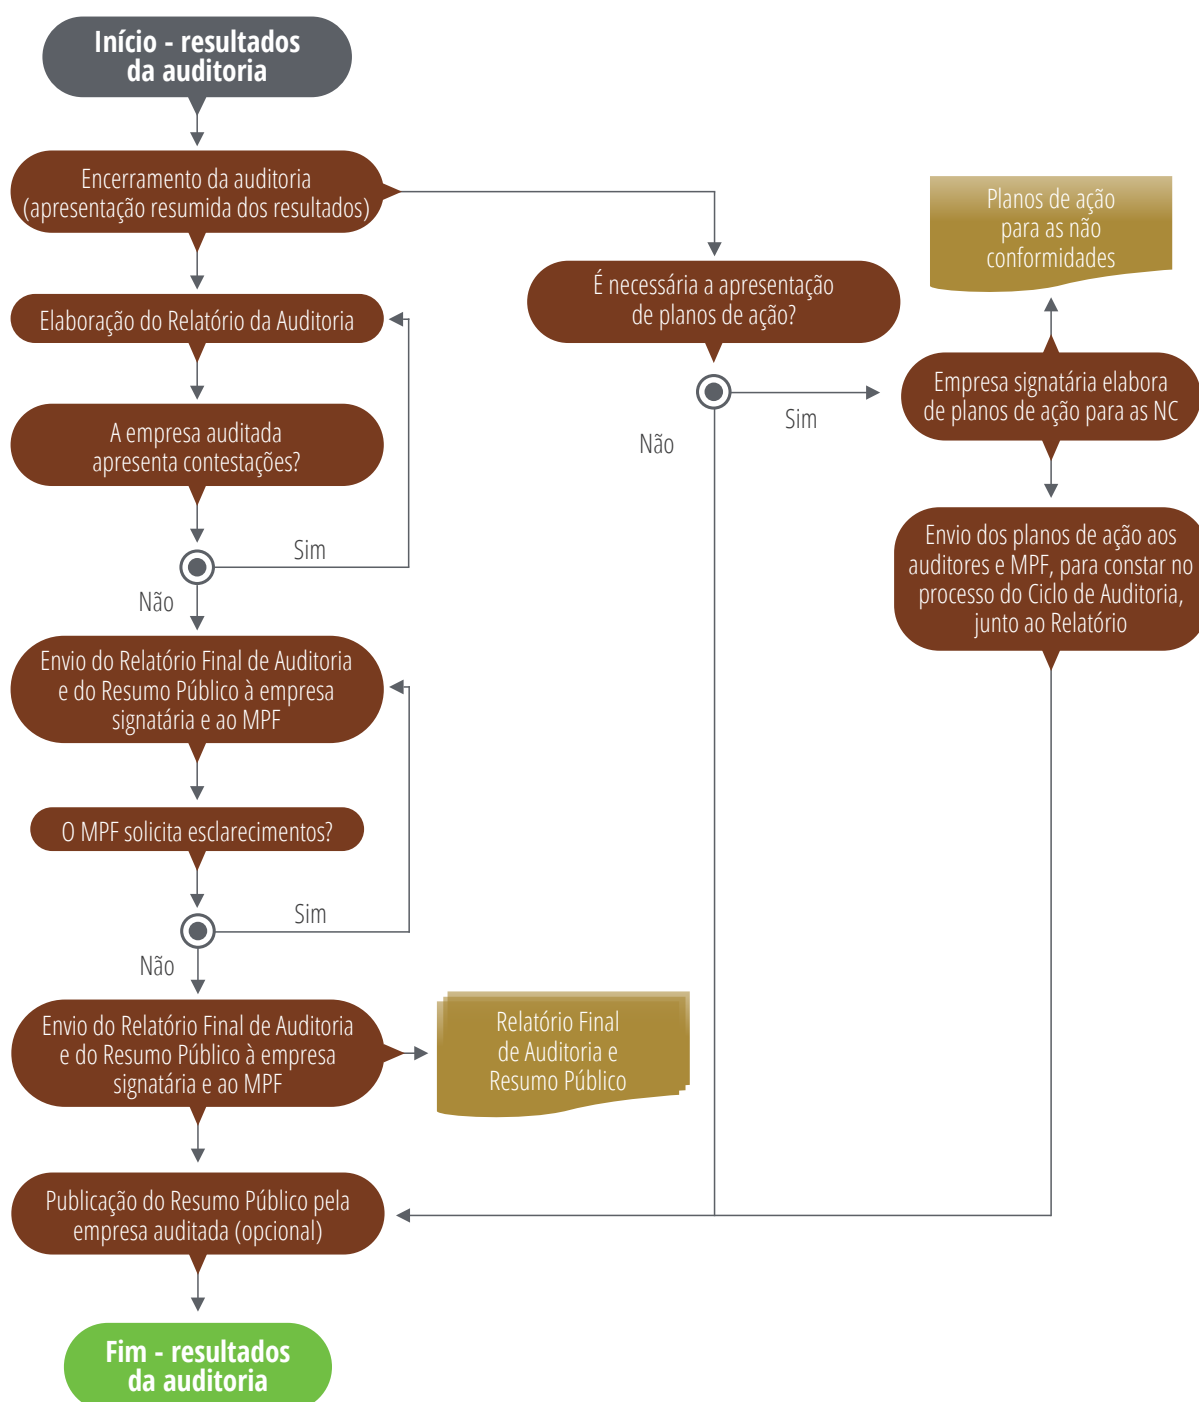 Início - resultados
da auditoria
Encerramento da auditoria
(apresentação resumida dos resultados)
Elaboração do Relatório da Auditoria
A empresa auditada
apresenta contestações?
Sim
Não
Envio do Relatório Final de Auditoria
e do Resumo Público à empresa
signatária e ao MPF
O MPF solicita esclarecimentos?
Sim
Não
Envio do Relatório Final de Auditoria
e do Resumo Público à empresa
signatária e ao MPF
Relatório Final
de Auditoria e
Resumo Público
Publicação do Resumo Público pela
empresa auditada (opcional)
Fim - resultados
da auditoria
É necessária a apresentação
de planos de ação?
Não
Sim
Planos de ação
para as não
conformidades
Empresa signatária elabora
de planos de ação para as NC
Envio dos planos de ação aos
auditores e MPF, para constar no
processo do Ciclo de Auditoria,
junto ao Relatório